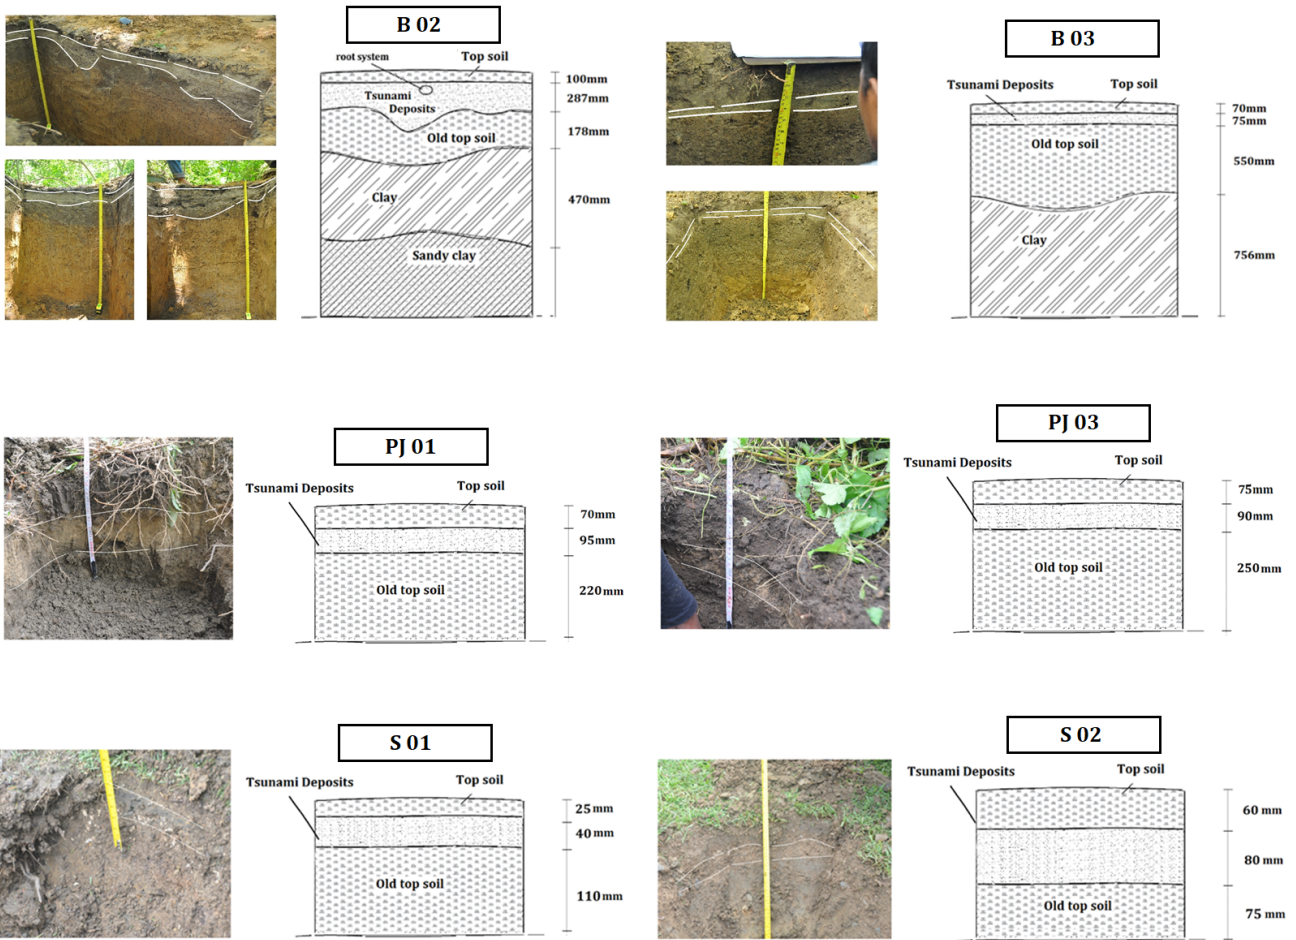 B 02
root system
Top soil
Tsunami
Deposits
Old top soil
Clay
Sandy clay
100mm
287mm
178mm
470mm
B 03
Tsunami Deposits
Top soil
Old top soil
Clay
70mm
75mm
550mm
756mm
PJ 01
Tsunami Deposits
Top soil
Old top soil
70mm
95mm
220mm
PJ 03
Tsunami Deposits
Top soil
Old top soil
75mm
90mm
250mm
S 01
Tsunami Deposits
Top soil
Old top soil
25mm
40mm
110mm
S 02
Tsunami Deposits
Top soil
Old top soil
60 mm
80 mm
75 mm